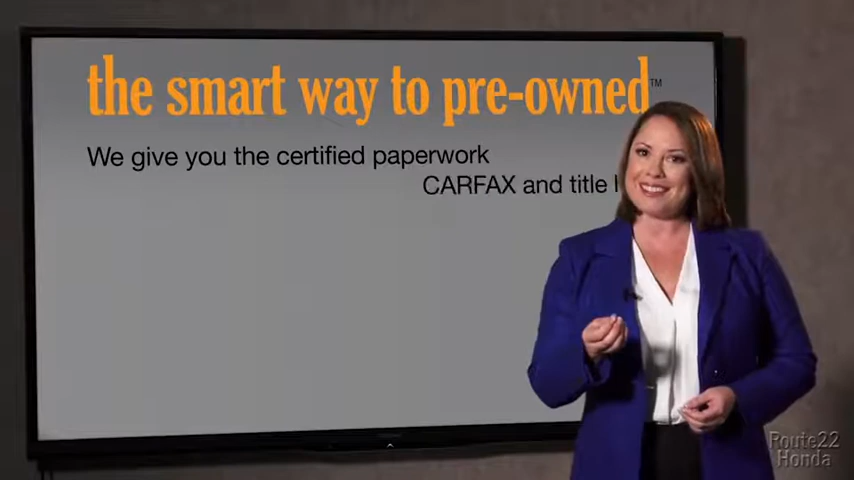 the smart way to pre-owned™
We give you the certified paperwork
CARFAX and title
Route22
Honda